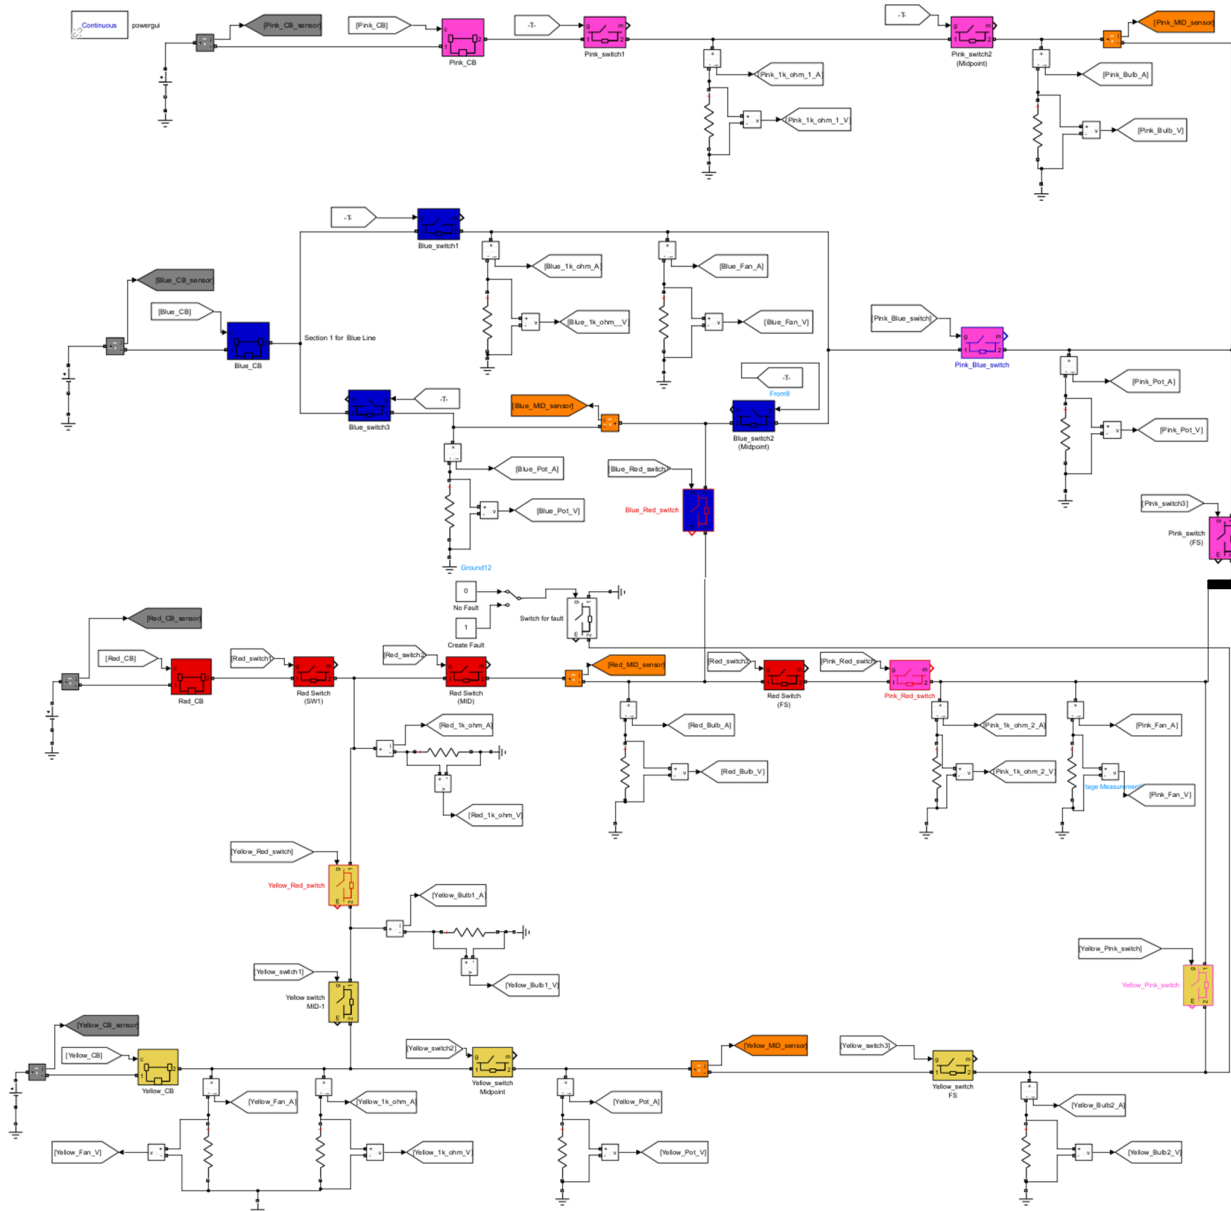 Continuous
powergui
[Pink_CB_sensor]
[Pink_CB]
Pink_CB
-T-
Pink_switch1
-T-
Pink_switch2
(Midpoint)
[Pink_MID_sensor]
[Pink_1k_ohm_1_A]
[Pink_1k_ohm_1_V]
[Pink_Bulb_A]
[Pink_Bulb_V]
-T-
Blue_switch1
[Blue_CB_sensor]
[Blue_CB]
Blue_CB
Section 1 for Blue Line
[Blue_1k_ohm_A]
[Blue_1k_ohm__V]
[Blue_Fan_A]
[Blue_Fan_V]
[Pink_Blue_switch]
Pink_Blue_switch
[Pink_Pot_A]
[Pink_Pot_V]
-T-
From9
-T-
Blue_switch3
[Blue_MID_sensor]
Blue_switch2
(Midpoint)
[Blue_Pot_A]
[Blue_Pot_V]
Ground12
[Blue_Red_switch]
Blue_Red_switch
[Pink_switch3]
Pink_switch
(FS)
0
No Fault
1
Create Fault
Switch for fault
[Red_CB_sensor]
[Red_CB]
Red_CB
[Red_switch1]
Red Switch
(SW1)
[Red_switch2]
Red Switch
(MID)
[Red_MID_sensor]
[Red_switch3]
Red Switch
(FS)
[Pink_Red_switch]
Pink_Red_switch
[Red_1k_ohm_A]
[Red_1k_ohm_V]
[Red_Bulb_A]
[Red_Bulb_V]
[Pink_1k_ohm_2_A]
[Pink_1k_ohm_2_V]
[Pink_Fan_A]
tage Measurement
[Pink_Fan_V]
[Yellow_Red_switch]
Yellow_Red_switch
[Yellow_Bulb1_A]
[Yellow_Bulb1_V]
[Yellow_switch1]
Yellow switch
MID-1
[Yellow_Pink_switch]
Yellow_Pink_switch
[Yellow_CB_sensor]
[Yellow_CB]
Yellow_CB
[Yellow_switch2]
Yellow_switch
Midpoint
[Yellow_MID_sensor]
[Yellow_switch3]
Yellow_switch
FS
[Yellow_Fan_A]
[Yellow_Fan_V]
[Yellow_1k_ohm_A]
[Yellow_1k_ohm_V]
[Yellow_Pot_A]
[Yellow_Pot_V]
[Yellow_Bulb2_A]
[Yellow_Bulb2_V]